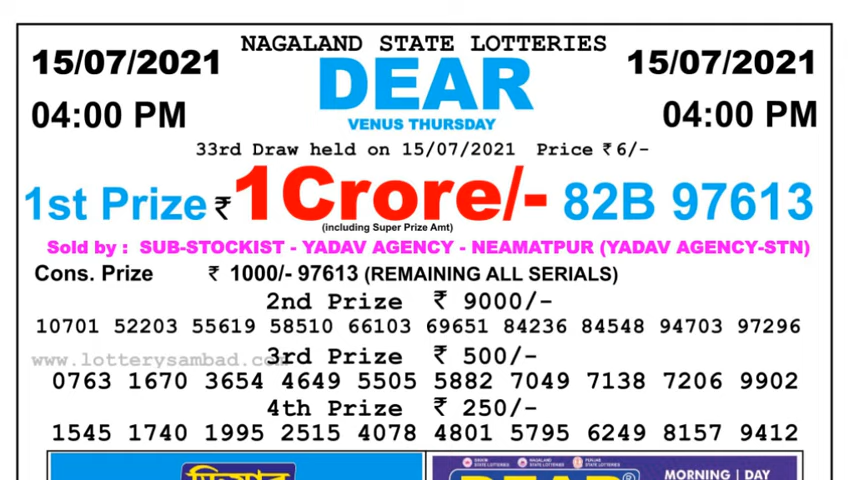 NAGALAND STATE LOTTERIES
15/07/2021 DEAR 15/07/2021
04:00 PM VENUS THURSDAY 04:00 PM
33rd Draw held on 15/07/2021 Price ₹ 6/-
1st Prize ₹ 1Crore/- 82B 97613
(including Super Prize Amt)
Sold by : SUB-STOCKIST - YADAV AGENCY - NEAMATPUR (YADAV AGENCY-STN)
Cons. Prize ₹ 1000/- 97613 (REMAINING ALL SERIALS)
2nd Prize ₹ 9000/-
10701 52203 55619 58510 66103 69651 84236 84548 94703 97296
www.lotterysambad.com
3rd Prize ₹ 500/-
0763 1670 3654 4649 5505 5882 7049 7138 7206 9902
4th Prize ₹ 250/-
1545 1740 1995 2515 4078 4801 5795 6249 8157 9412
DEAR MORNING | DAY